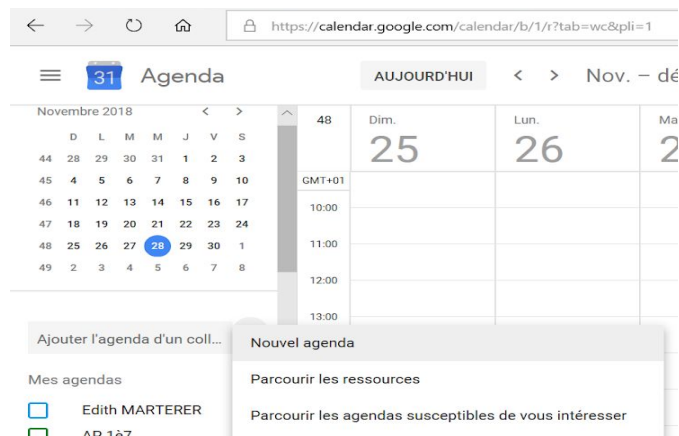 https://calendar.google.com/calendar/b/1/r?tab=wc&pli=1
31 Agenda AUJOURD'HUI < > Nov. – dé
Novembre 2018 < >
D L M M J V S
44 28 29 30 31 1 2 3
45 4 5 6 7 8 9 10
46 11 12 13 14 15 16 17
47 18 19 20 21 22 23 24
48 25 26 27 28 29 30 1
49 2 3 4 5 6 7 8
48 Dim. Lun. Ma
25 26 2
GMT+01
10:00
11:00
12:00
13:00
Ajouter l'agenda d'un coll...
Nouvel agenda
Parcourir les ressources
Parcourir les agendas susceptibles de vous intéresser
Mes agendas
Edith MARTERER
AP 1è7